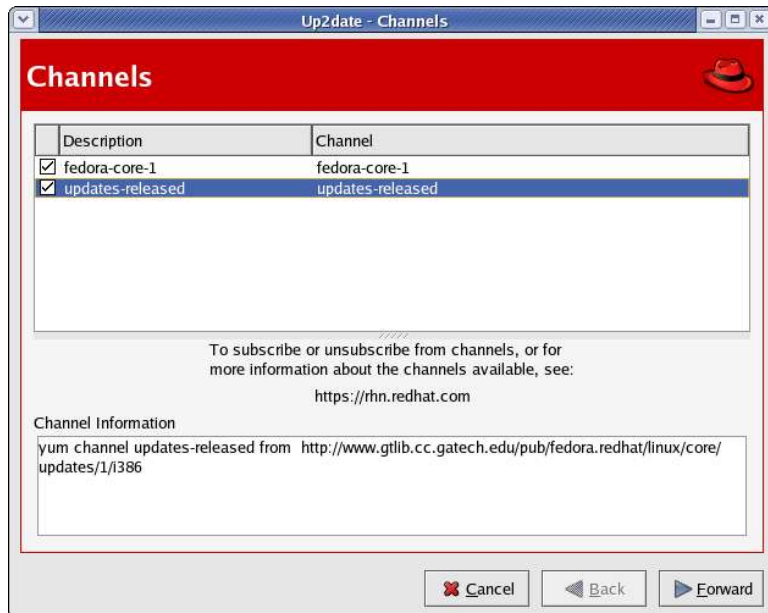 Up2date - Channels
Channels
Description Channel
fedora-core-1 fedora-core-1
updates-released updates-released
To subscribe or unsubscribe from channels, or for
more information about the channels available, see:
https://rhn.redhat.com
Channel Information
yum channel updates-released from http://www.gtlib.cc.gatech.edu/pub/fedora.redhat/linux/core/
updates/1/i386
Cancel Back Forward